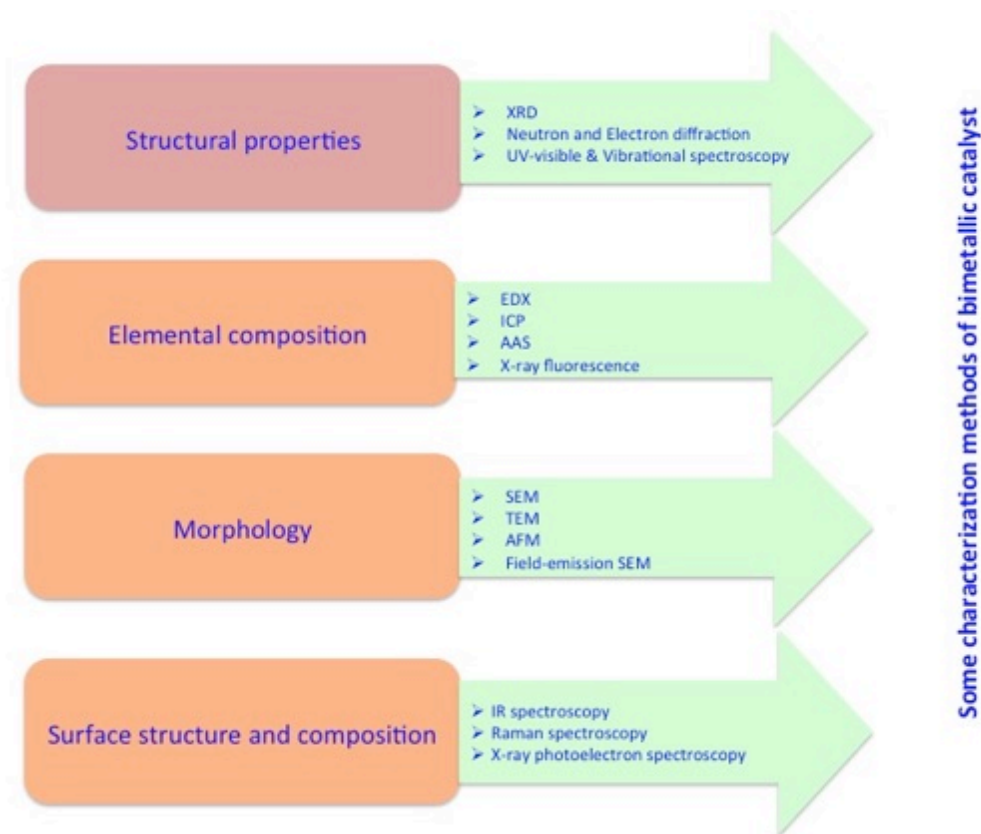 Structural properties
➤ XRD
➤ Neutron and Electron diffraction
➤ UV-visible & Vibrational spectroscopy
Elemental composition
➤ EDX
➤ ICP
➤ AAS
➤ X-ray fluorescence
Morphology
➤ SEM
➤ TEM
➤ AFM
➤ Field-emission SEM
Surface structure and composition
➤ IR spectroscopy
➤ Raman spectroscopy
➤ X-ray photoelectron spectroscopy
Some characterization methods of bimetallic catalyst